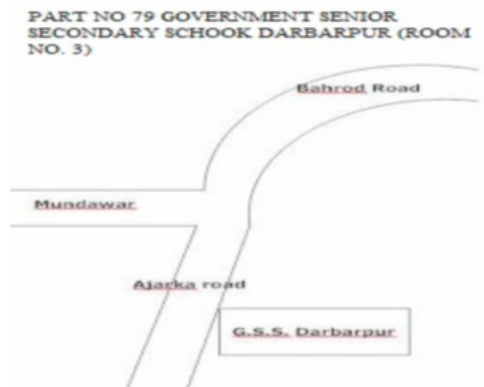 PART NO 79 GOVERNMENT SENIOR
SECONDARY SCHOOK DARBARPUR (ROOM
NO. 3)
Bahrod Road
Mundawar
Ajarka road
G.S.S. Darbarpur